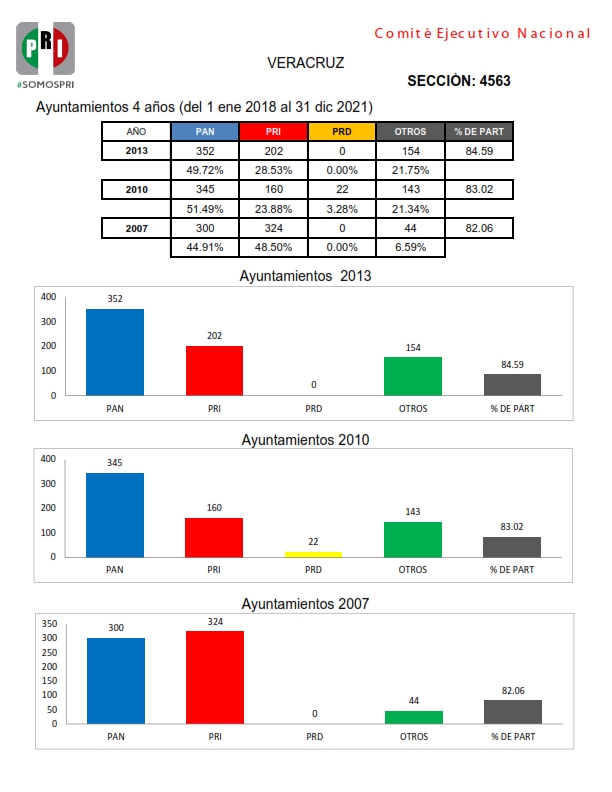 Comité Ejecutivo Nacional
PRI
#SOMOSPRI
VERACRUZ
SECCIÓN: 4563
Ayuntamientos 4 años (del 1 ene 2018 al 31 dic 2021)
AÑO PAN PRI PRD OTROS % DE PART
2013 352 202 0 154 84.59
49.72% 28.53% 0.00% 21.75%
2010 345 160 22 143 83.02
51.49% 23.88% 3.28% 21.34%
2007 300 324 0 44 82.06
44.91% 48.50% 0.00% 6.59%
Ayuntamientos 2013
400
300
200
100
0
352
202
0
154
84.59
PAN PRI PRD OTROS % DE PART
Ayuntamientos 2010
400
300
200
100
0
345
160
22
143
83.02
PAN PRI PRD OTROS % DE PART
Ayuntamientos 2007
350
300
250
200
150
100
50
0
300
324
0
44
82.06
PAN PRI PRD OTROS % DE PART